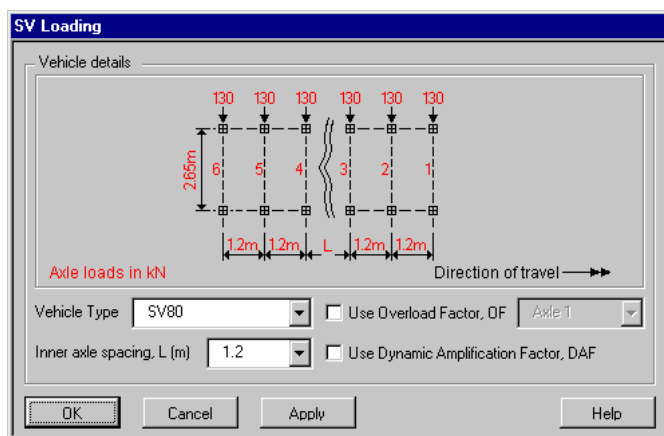 SV Loading
Vehicle details
130 130 130 130 130 130
2.65m
6 5 4 3 2 1
1.2m 1.2m L 1.2m 1.2m
Axle loads in kN Direction of travel
Vehicle Type SV80 Use Overload Factor, OF Axle 1
Inner axle spacing, L (m) 1.2 Use Dynamic Amplification Factor, DAF
OK Cancel Apply Help